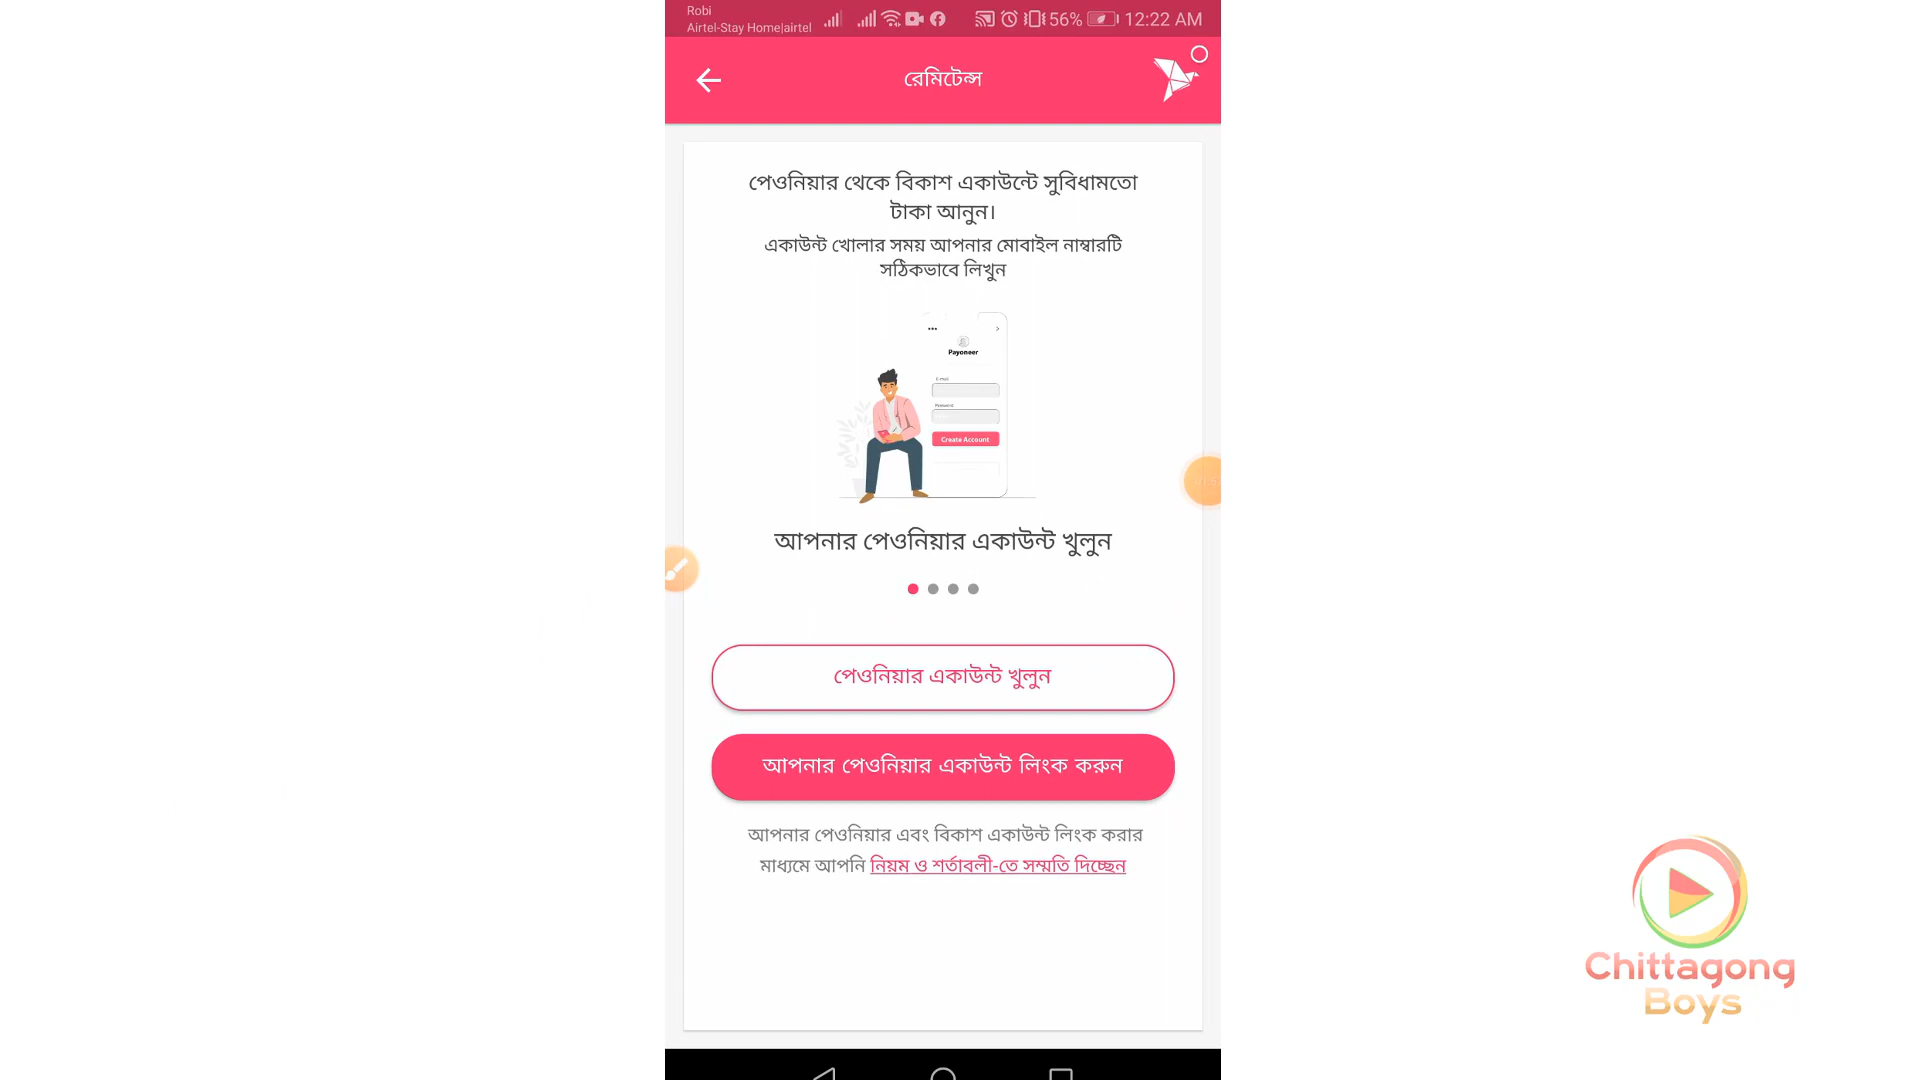 Robi
Airtel-Stay Home|airtel
56%
12:22 AM
রেমিটেন্স
পেওনিয়ার থেকে বিকাশ একাউন্টে সুবিধামতো
টাকা আনুন।
একাউন্ট খোলার সময় আপনার মোবাইল নাম্বারটি
সঠিকভাবে লিখুন
Payoneer
E-mail
Password
Create Account
আপনার পেওনিয়ার একাউন্ট খুলুন
পেওনিয়ার একাউন্ট খুলুন
আপনার পেওনিয়ার একাউন্ট লিংক করুন
আপনার পেওনিয়ার এবং বিকাশ একাউন্ট লিংক করার
মাধ্যমে আপনি নিয়ম ও শর্তাবলী-তে সম্মতি দিচ্ছেন
Chittagong
Boys